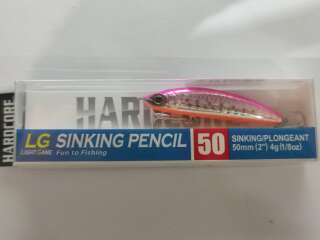 HARDCORE
HARDCORE
LG SINKING PENCIL 50 SINKING/PLONGEANT
LIGHT GAME Fun to Fishing 50mm (2") 4g (1/8oz)